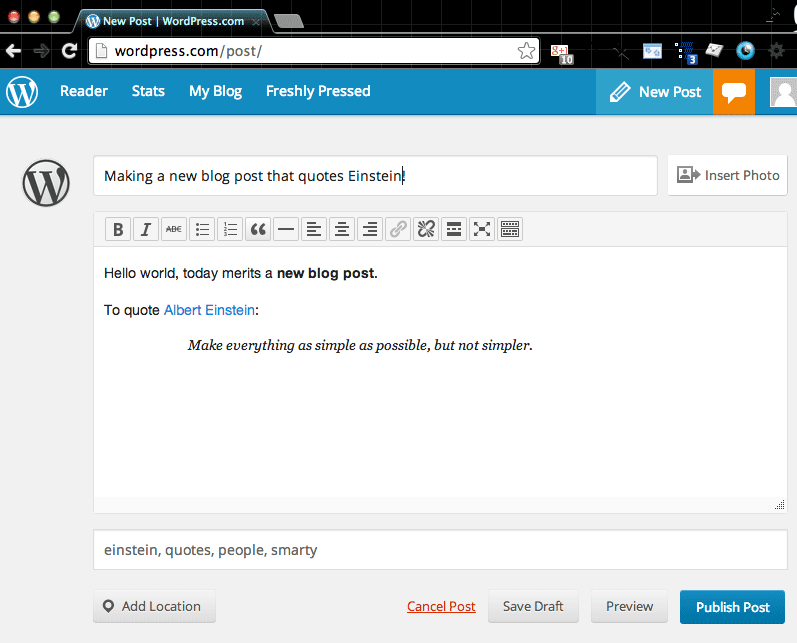 New Post | WordPress.com
wordpress.com/post/
g+1
10
3
Reader Stats My Blog Freshly Pressed New Post
Making a new blog post that quotes Einstein!
Insert Photo
B I ABC
Hello world, today merits a new blog post.
To quote Albert Einstein:
Make everything as simple as possible, but not simpler.
einstein, quotes, people, smarty
Add Location Cancel Post Save Draft Preview Publish Post